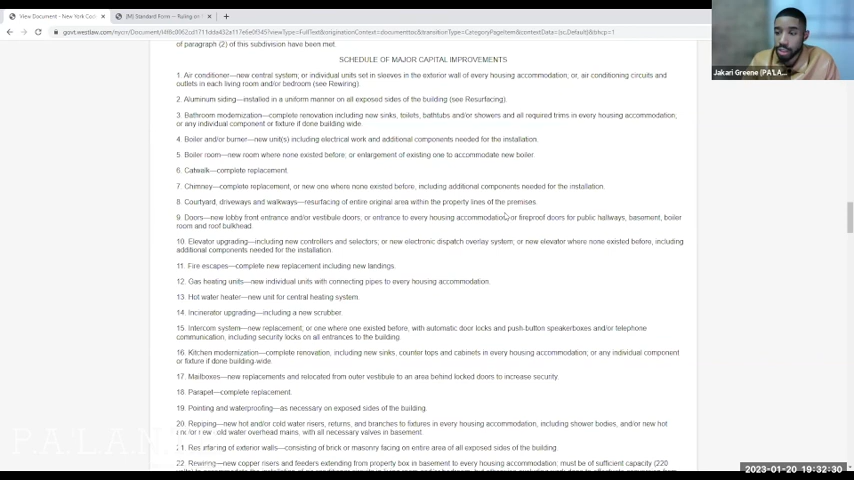 View Document - New York Cod
(M) Standard Form -- Ruling or
of paragraph (2) of this subdivision have been met.
SCHEDULE OF MAJOR CAPITAL IMPROVEMENTS
1. Air conditioner—new central system; or individual units set in sleeves in the exterior wall of every housing accommodation; or, air conditioning circuits and
outlets in each living room and/or bedroom (see Rewiring).
2. Aluminum siding—installed in a uniform manner on all exposed sides of the building (see Resurfacing).
3. Bathroom modernization—complete renovation including new sinks, toilets, bathtubs and/or showers and all required trims in every housing accommodation;
or any individual component or fixture if done building wide.
4. Boiler and/or burner—new unit(s) including electrical work and additional components needed for the installation.
5. Boiler room—new room where none existed before; or enlargement of existing one to accommodate new boiler.
6. Catwalk—complete replacement.
7. Chimney—complete replacement, or new one where none existed before, including additional components needed for the installation.
8. Courtyard, driveways and walkways—resurfacing of entire original area within the property lines of the premises.
9. Doors—new lobby front entrance and/or vestibule doors; or entrance to every housing accommodation, or fireproof doors for public hallways, basement, boiler
room and roof bulkhead.
10. Elevator upgrading—including new controllers and selectors; or new electronic dispatch overlay system; or new elevator where none existed before, including
additional components needed for the installation.
11. Fire escapes—complete new replacement including new landings.
12. Gas heating units—new individual units with connecting pipes to every housing accommodation.
13. Hot water heater—new unit for central heating system.
14. Incinerator upgrading—including a new scrubber.
15. Intercom system—new replacement; or one where one existed before, with automatic door locks and push-button speakerboxes and/or telephone
communication, including security locks on all entrances to the building.
16. Kitchen modernization—complete renovation, including new sinks, counter tops and cabinets in every housing accommodation; or any individual component
or fixture if done building-wide.
17. Mailboxes—new replacements and relocated from outer vestibule to an area behind locked doors to increase security.
18. Parapet—complete replacement.
19. Pointing and waterproofing—as necessary on exposed sides of the building.
20. Repiping—new hot and/or cold water risers, returns, and branches to fixtures in every housing accommodation, including shower bodies, and/or new hot
and/or new cold water overhead mains, with all necessary valves in basement.
21. Resurfacing of exterior walls—consisting of brick or masonry facing on entire area of all exposed sides of the building.
22. Rewiring—new copper risers and feeders extending from property box in basement to every housing accommodation; must be of sufficient capacity (220
Jakari Greene (PA'LA...
P.A'.L.A.N
2023-01-20 19:32:30